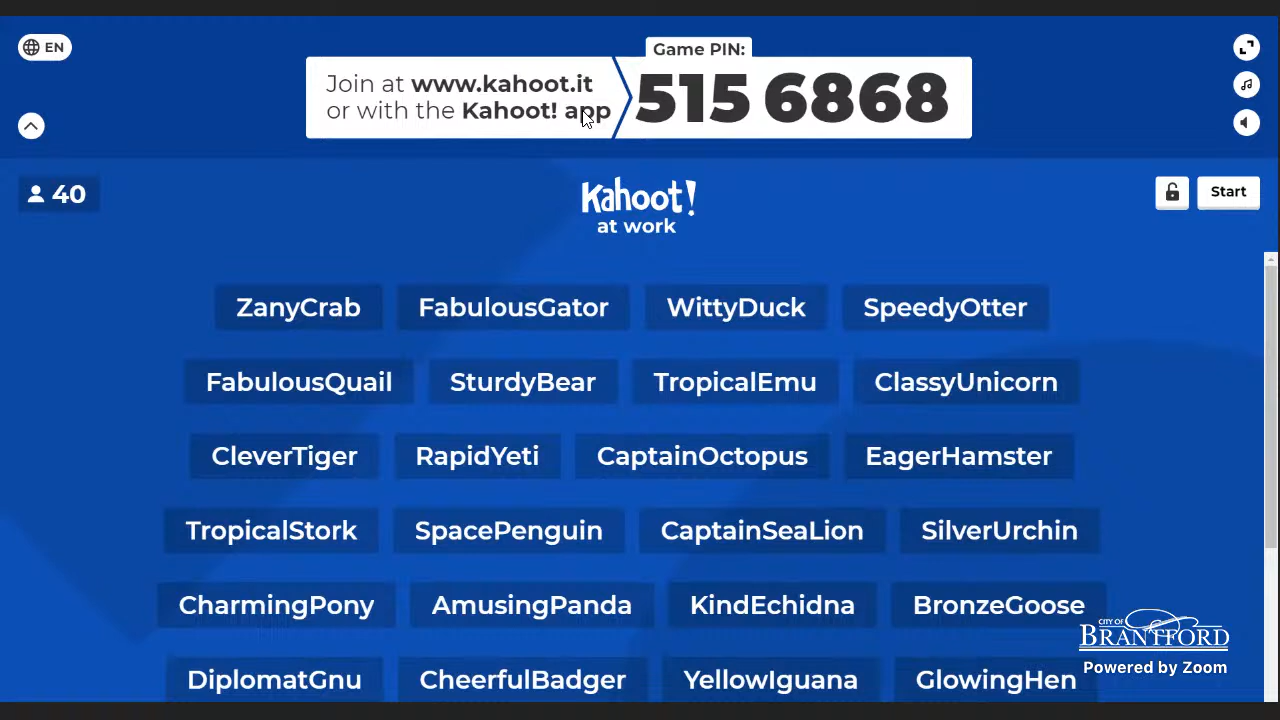 EN
Game PIN:
Join at www.kahoot.it
or with the Kahoot! app
515 6868
40
Kahoot!
at work
Start
ZanyCrab FabulousGator WittyDuck SpeedyOtter
FabulousQuail SturdyBear TropicalEmu ClassyUnicorn
CleverTiger RapidYeti CaptainOctopus EagerHamster
TropicalStork SpacePenguin CaptainSeaLion SilverUrchin
CharmingPony AmusingPanda KindEchidna BronzeGoose
DiplomatGnu CheerfulBadger YellowIguana GlowingHen
CITY OF
BRANTFORD
Powered by Zoom